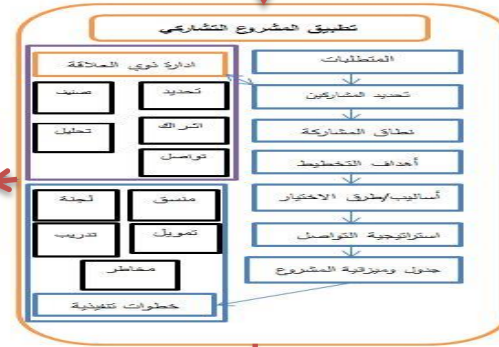 تطبيق المشروع التشاركي
المتطلبات
تحديد المشاركين
نطاق المشاركة
أهداف التخطيط
أساليب/طرق الاختيار
استراتيجية التواصل
جدول وميزانية المشروع
ادارة ذوي العلاقة
تحديد
صنيف
اشراك
تحليل
تواصل
منسق
لجنة
تمويل
تدريب
مخاطر
خطوات تنفيذية